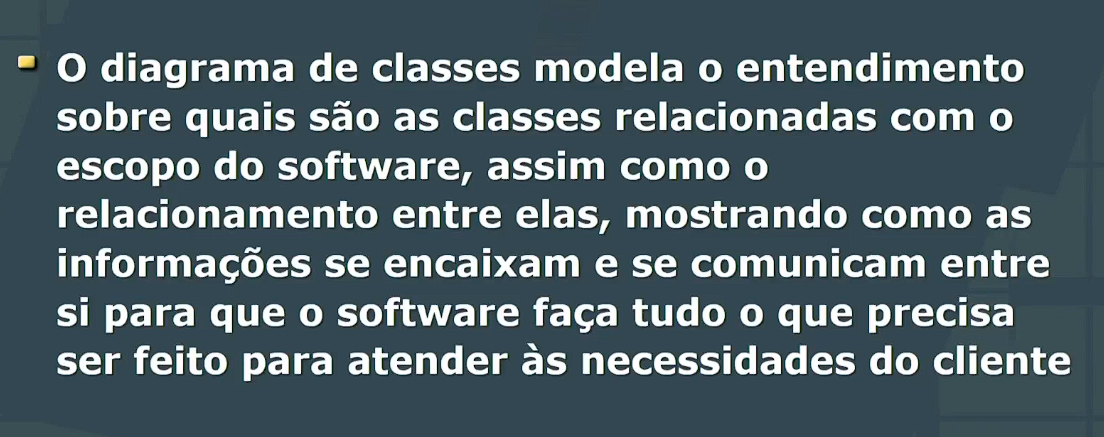 O diagrama de classes modela o entendimento
sobre quais são as classes relacionadas com o
escopo do software, assim como o
relacionamento entre elas, mostrando como as
informações se encaixam e se comunicam entre
si para que o software faça tudo o que precisa
ser feito para atender às necessidades do cliente